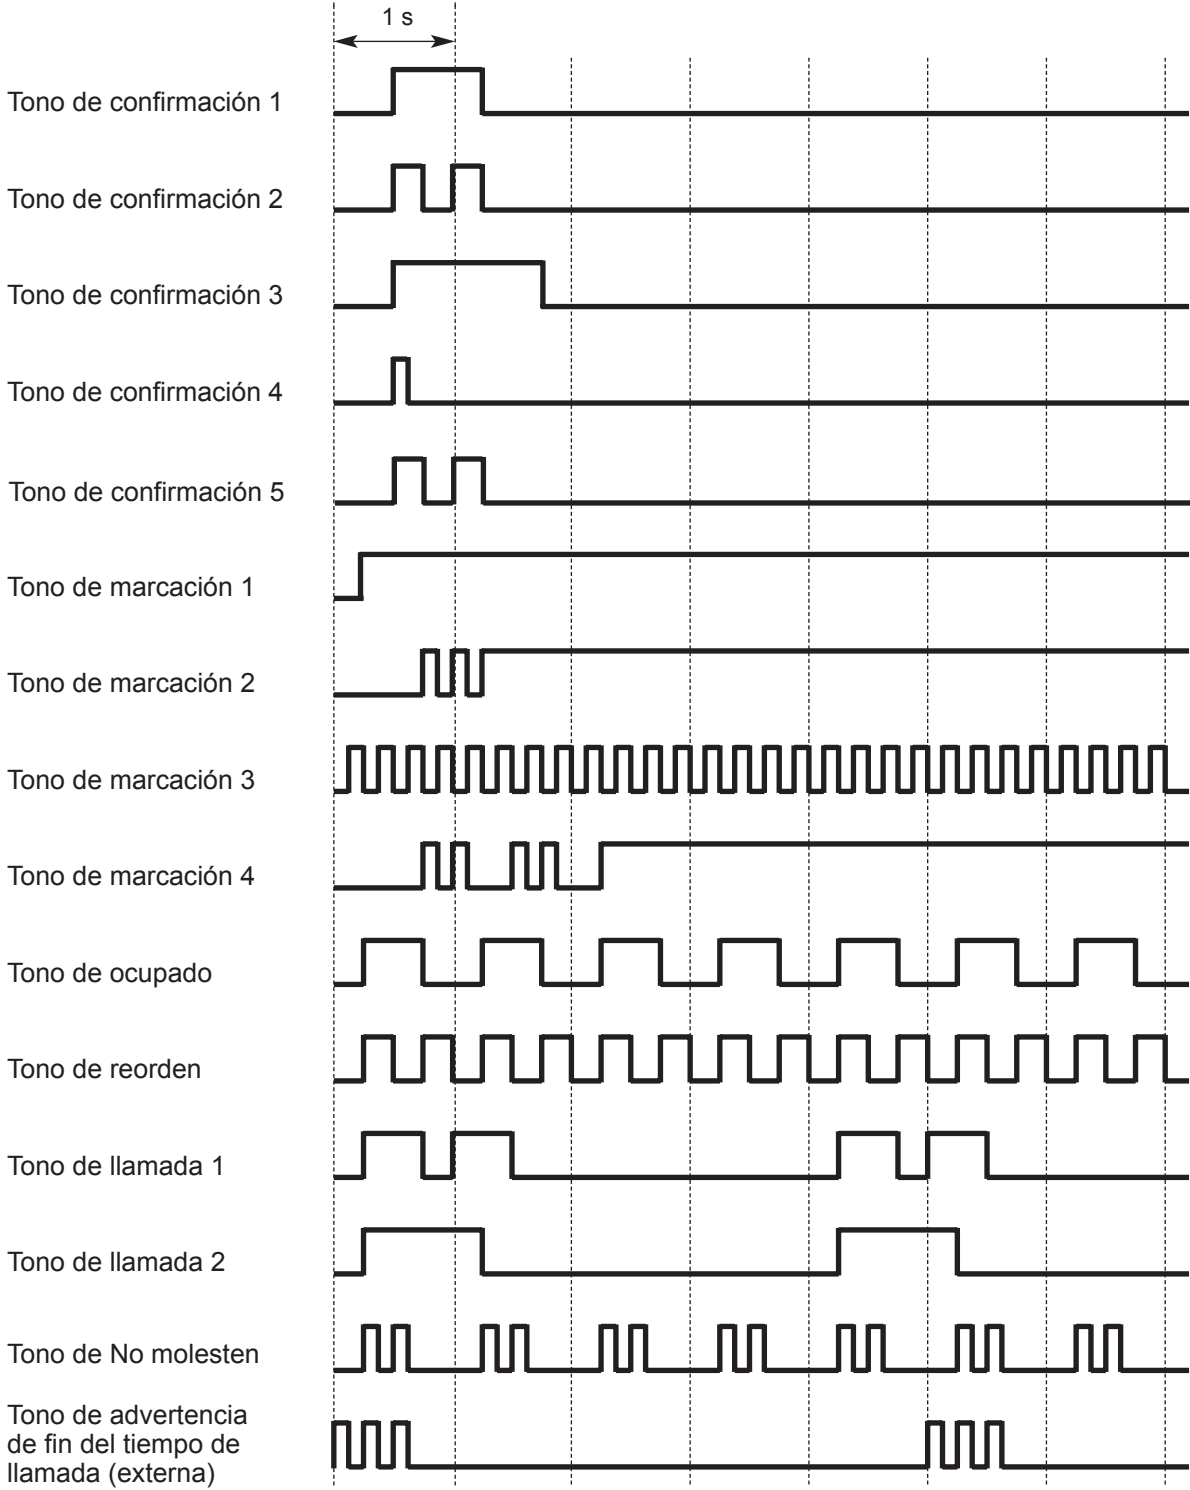 1 s
Tono de confirmación 1
Tono de confirmación 2
Tono de confirmación 3
Tono de confirmación 4
Tono de confirmación 5
Tono de marcación 1
Tono de marcación 2
Tono de marcación 3
Tono de marcación 4
Tono de ocupado
Tono de reorden
Tono de llamada 1
Tono de llamada 2
Tono de No molesten
Tono de advertencia
de fin del tiempo de
llamada (externa)